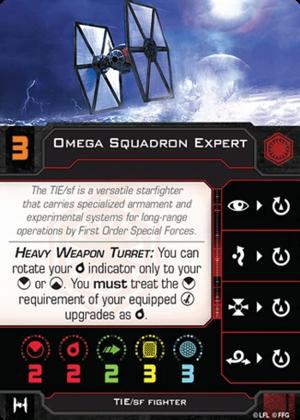 3 Omega Squadron Expert
The TIE/sf is a versatile starfighter
that carries specialized armament and
experimental systems for long-range
operations by First Order Special Forces.
Heavy Weapon Turret: You can
rotate your indicator only to your
or . You must treat the
requirement of your equipped
upgrades as .
2 2 2 3 3
TIE/sf Fighter
©LFL ©FFG